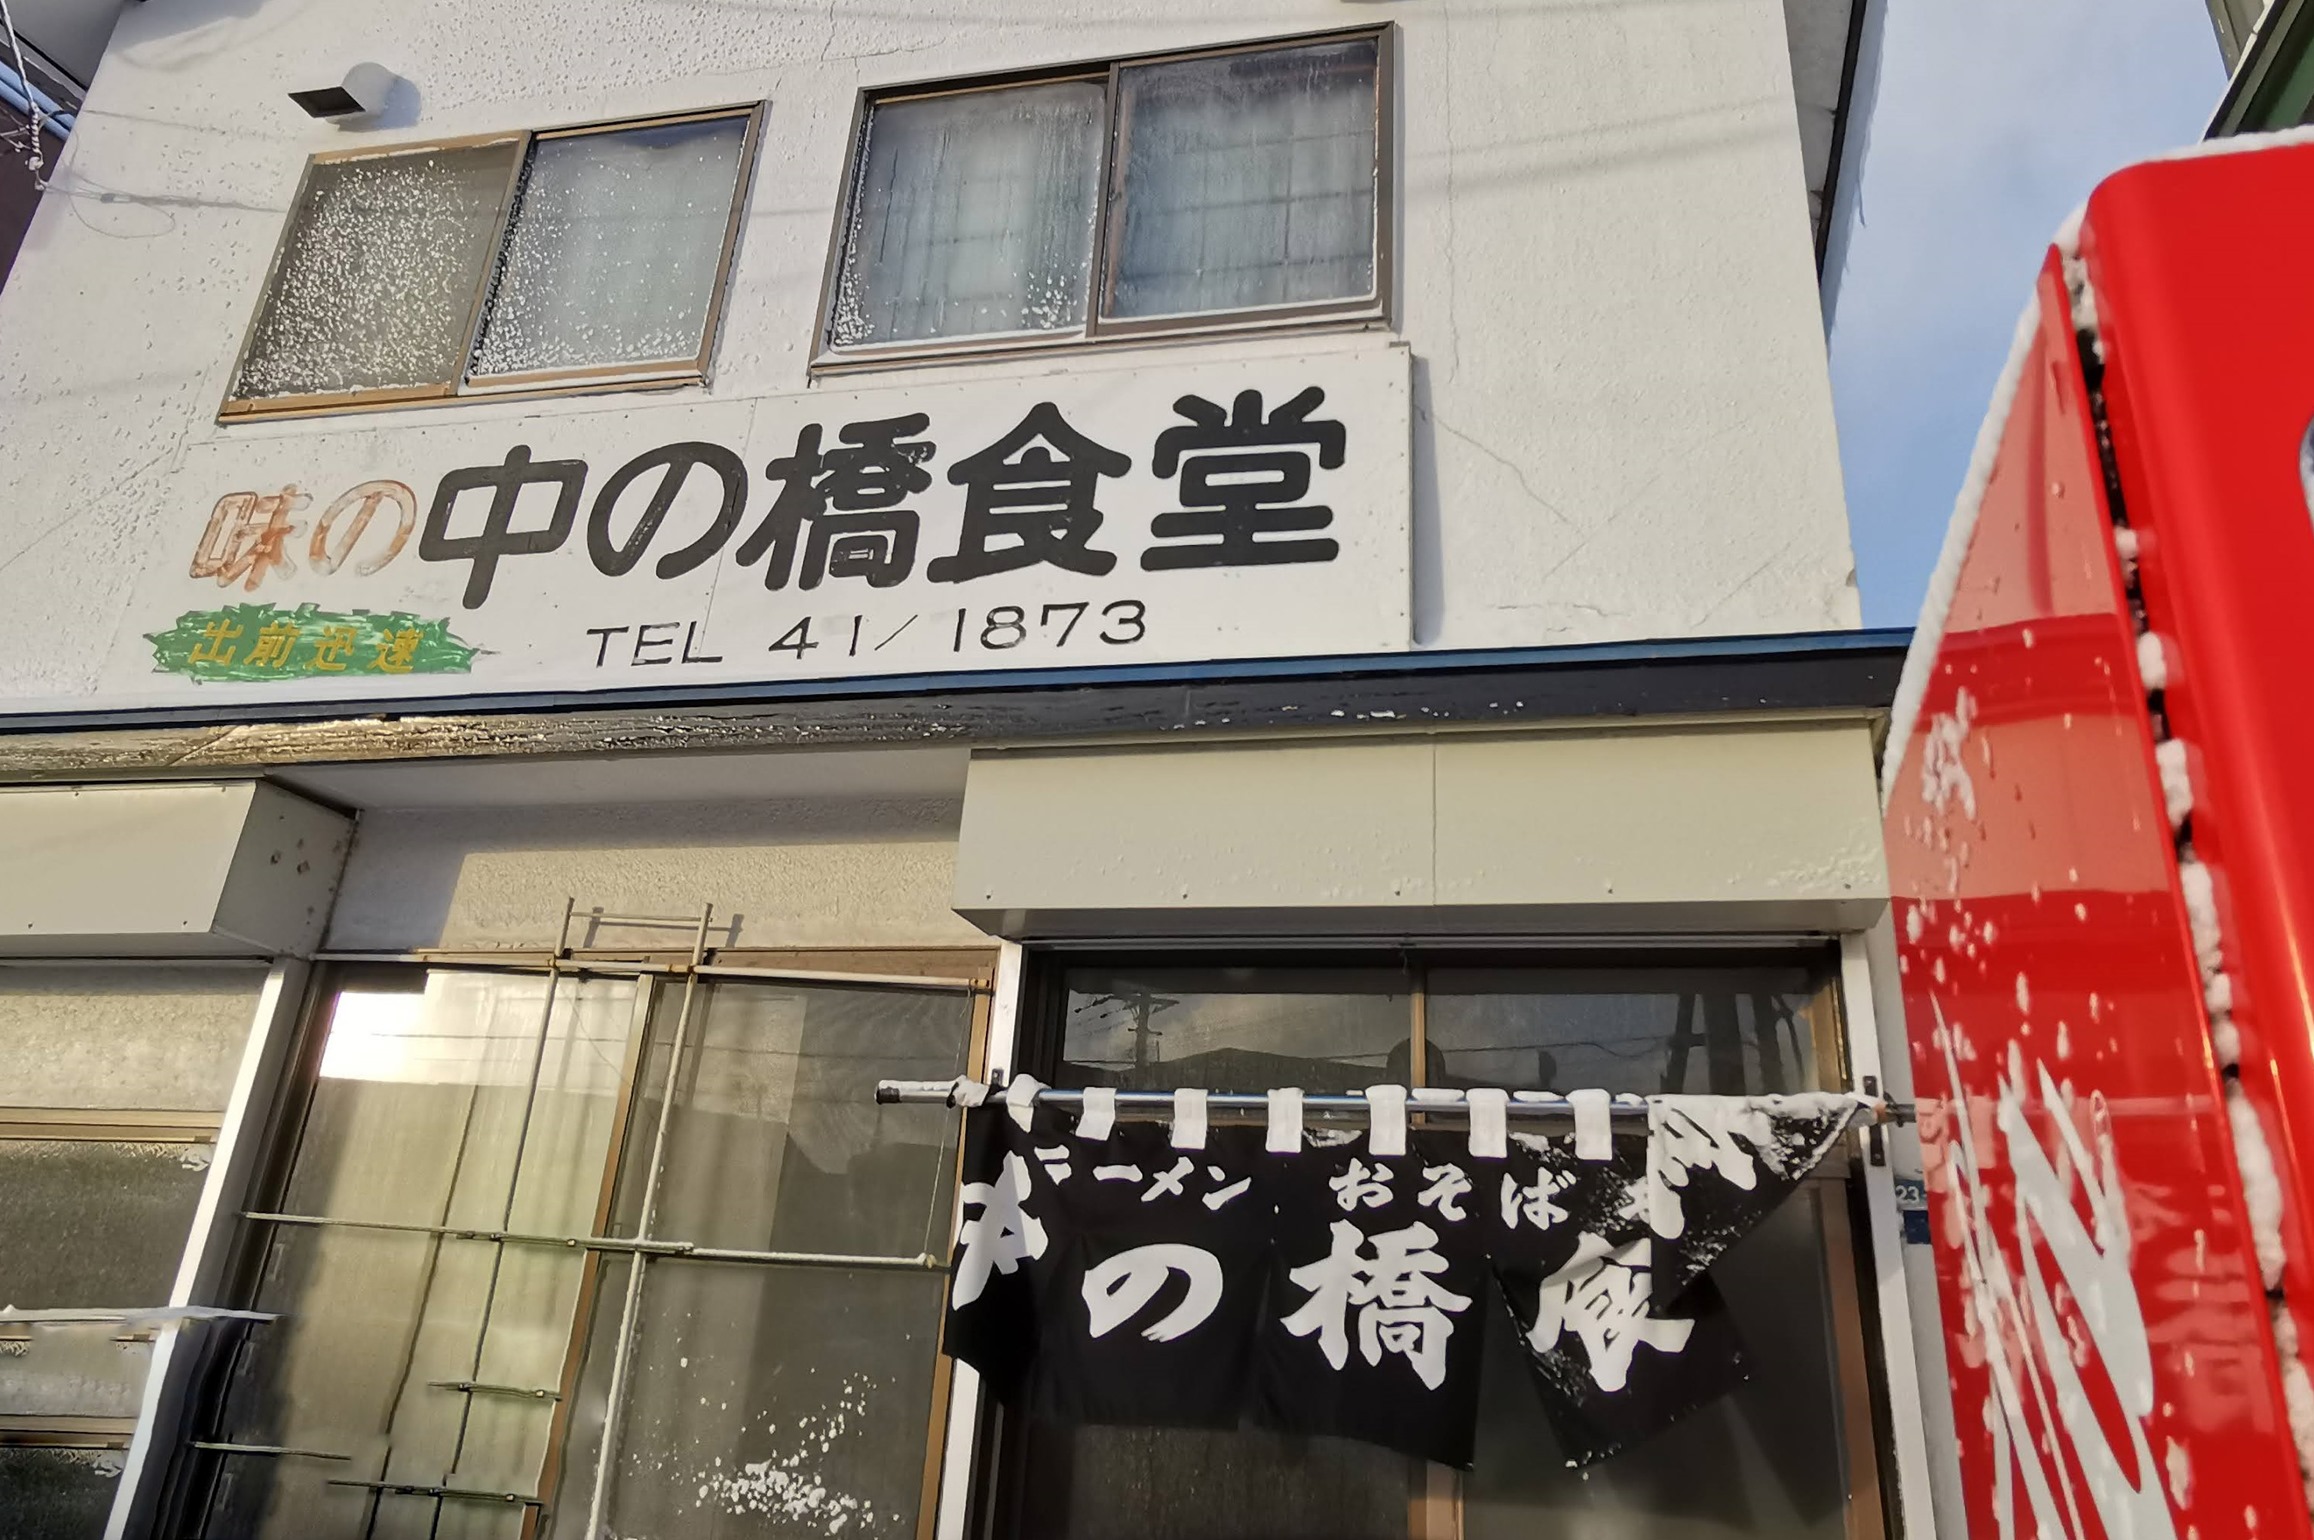 味の中の橋食堂
出前迅速
TEL 41/1873
ラーメン おそば
の橋
23